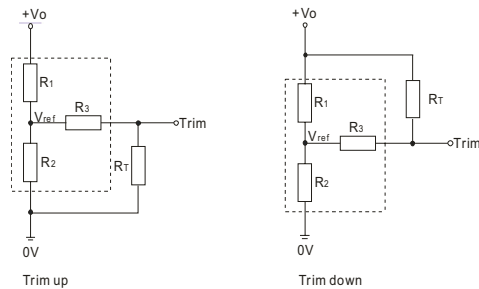 +Vo
R1
R3
Vref
Trim
R2
RT
0V
Trim up
+Vo
R1
RT
R3
Vref
Trim
R2
0V
Trim down